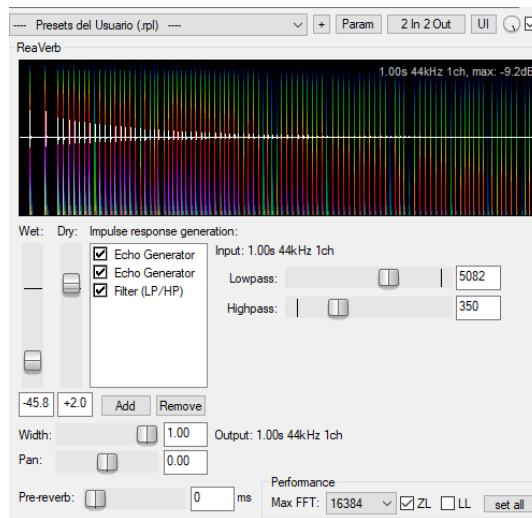 ---- Presets del Usuario (.rpl) ----
+
Param
2 In 2 Out
UI
ReaVerb
1.00s 44kHz 1ch, max: -9.2dB
Wet: Dry: Impulse response generation:
Echo Generator
Echo Generator
Filter (LP/HP)
Input: 1.00s 44kHz 1ch
Lowpass: 5082
Highpass: 350
-45.8 +2.0 Add Remove
Width: 1.00 Output: 1.00s 44kHz 1ch
Pan: 0.00
Performance
Pre-reverb: 0 ms Max FFT: 16384 ZL LL set all